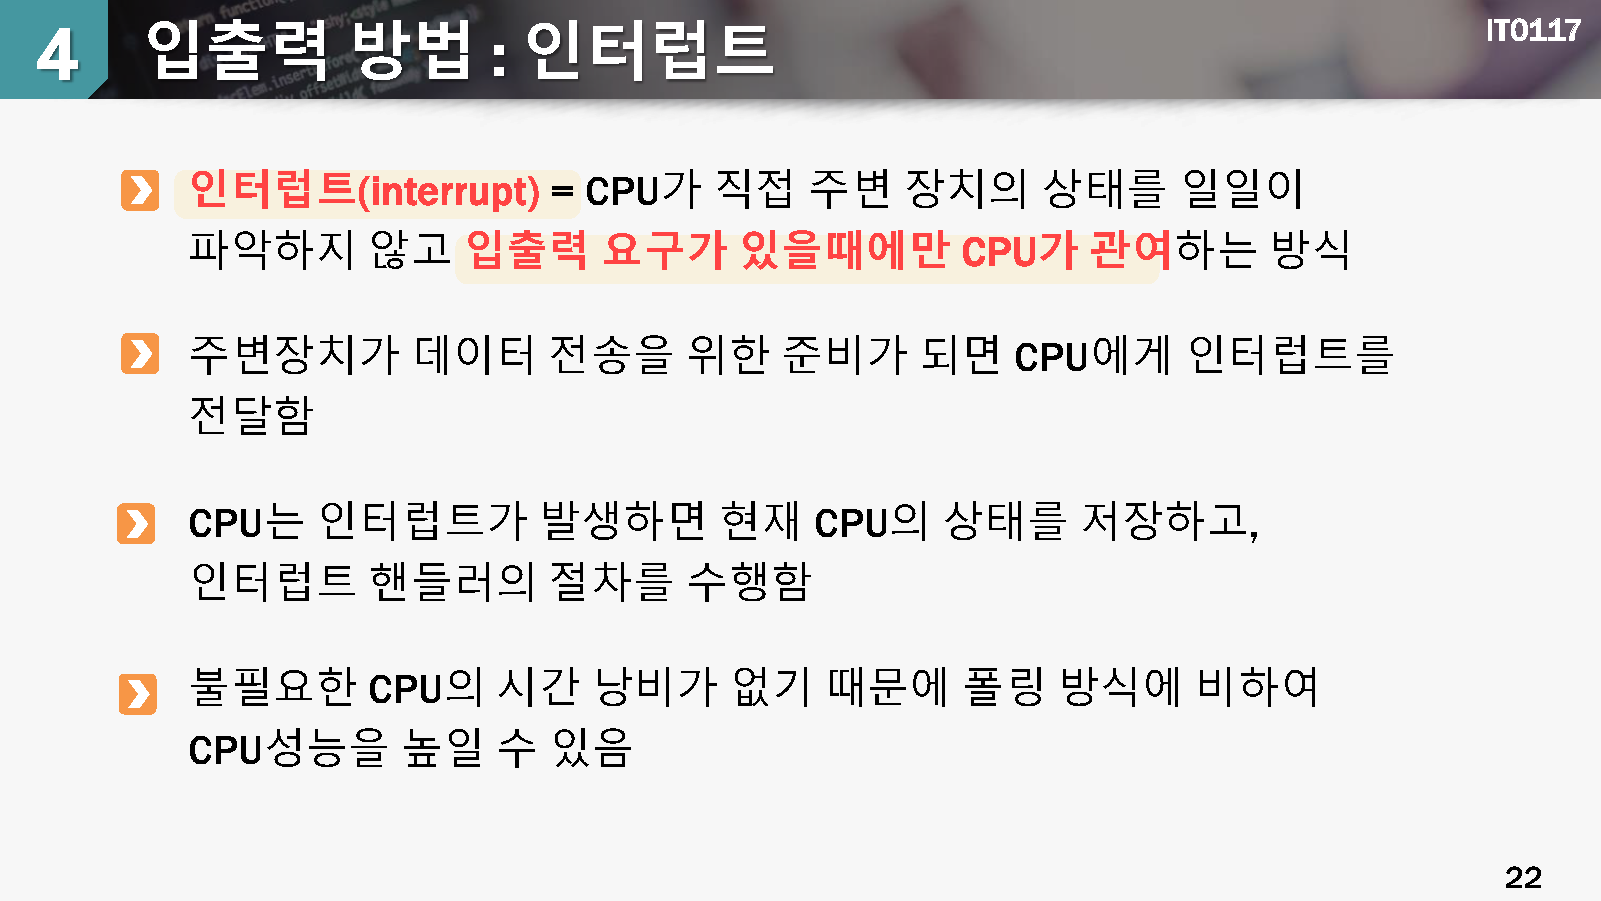 4
입출력 방법 : 인터럽트
IT0117
인터럽트(interrupt) = CPU가 직접 주변 장치의 상태를 일일이
파악하지 않고 입출력 요구가 있을때에만 CPU가 관여하는 방식
주변장치가 데이터 전송을 위한 준비가 되면 CPU에게 인터럽트를
전달함
CPU는 인터럽트가 발생하면 현재 CPU의 상태를 저장하고,
인터럽트 핸들러의 절차를 수행함
불필요한 CPU의 시간 낭비가 없기 때문에 폴링 방식에 비하여
CPU성능을 높일 수 있음
22